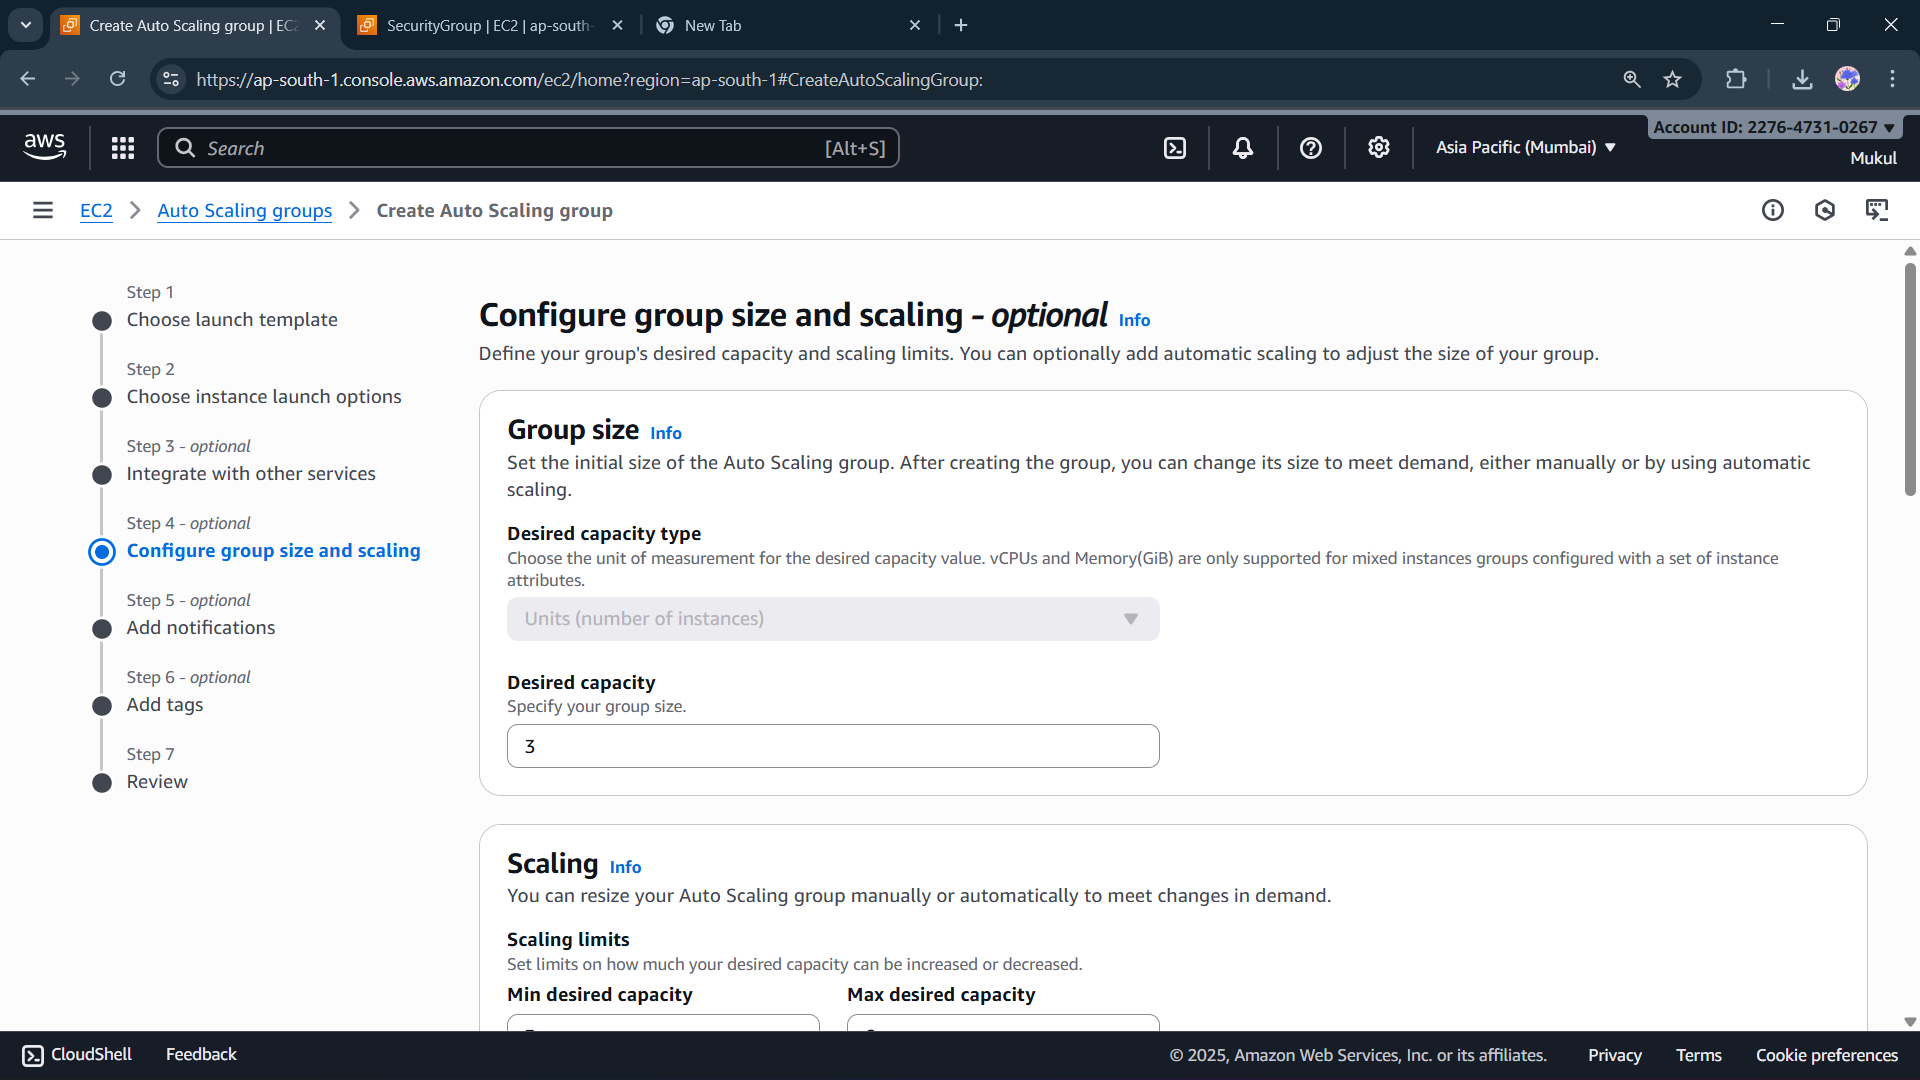 Create Auto Scaling group | EC2
SecurityGroup | EC2 | ap-south-
New Tab
https://ap-south-1.console.aws.amazon.com/ec2/home?region=ap-south-1#CreateAutoScalingGroup:
aws
Search
[Alt+S]
Asia Pacific (Mumbai)
Account ID: 2276-4731-0267
Mukul
EC2
Auto Scaling groups
Create Auto Scaling group
Step 1
Choose launch template
Step 2
Choose instance launch options
Step 3 - optional
Integrate with other services
Step 4 - optional
Configure group size and scaling
Step 5 - optional
Add notifications
Step 6 - optional
Add tags
Step 7
Review
Configure group size and scaling - optional Info
Define your group's desired capacity and scaling limits. You can optionally add automatic scaling to adjust the size of your group.
Group size Info
Set the initial size of the Auto Scaling group. After creating the group, you can change its size to meet demand, either manually or by using automatic
scaling.
Desired capacity type
Choose the unit of measurement for the desired capacity value. vCPUs and Memory(GiB) are only supported for mixed instances groups configured with a set of instance
attributes.
Units (number of instances)
Desired capacity
Specify your group size.
3
Scaling Info
You can resize your Auto Scaling group manually or automatically to meet changes in demand.
Scaling limits
Set limits on how much your desired capacity can be increased or decreased.
Min desired capacity
Max desired capacity
CloudShell
Feedback
© 2025, Amazon Web Services, Inc. or its affiliates.
Privacy
Terms
Cookie preferences